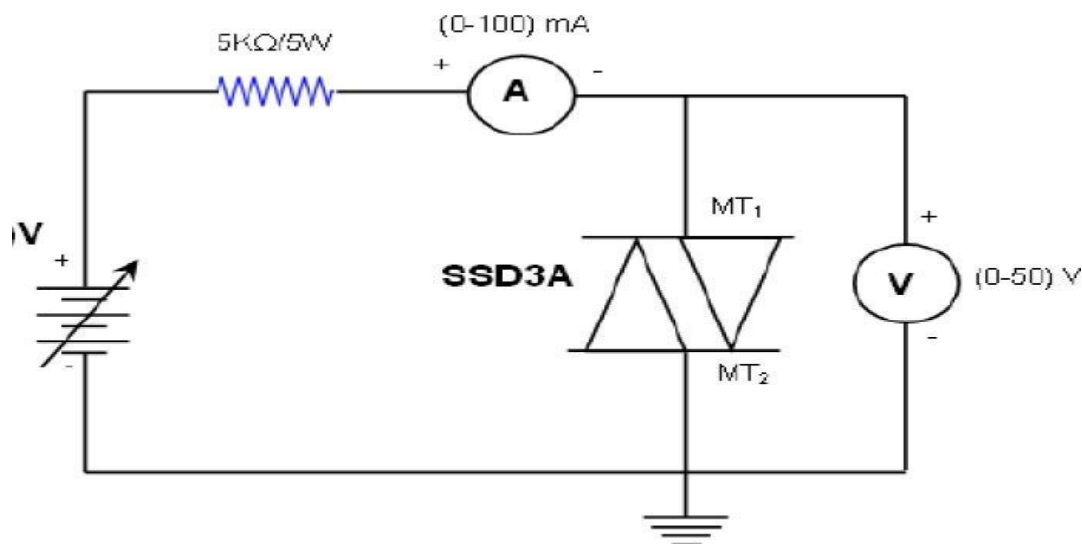 (0-100) mA
5KΩ/5W
+ -
A
)V
+
-
MT₁
SSD3A
MT₂
+
V
(0-50) V
-